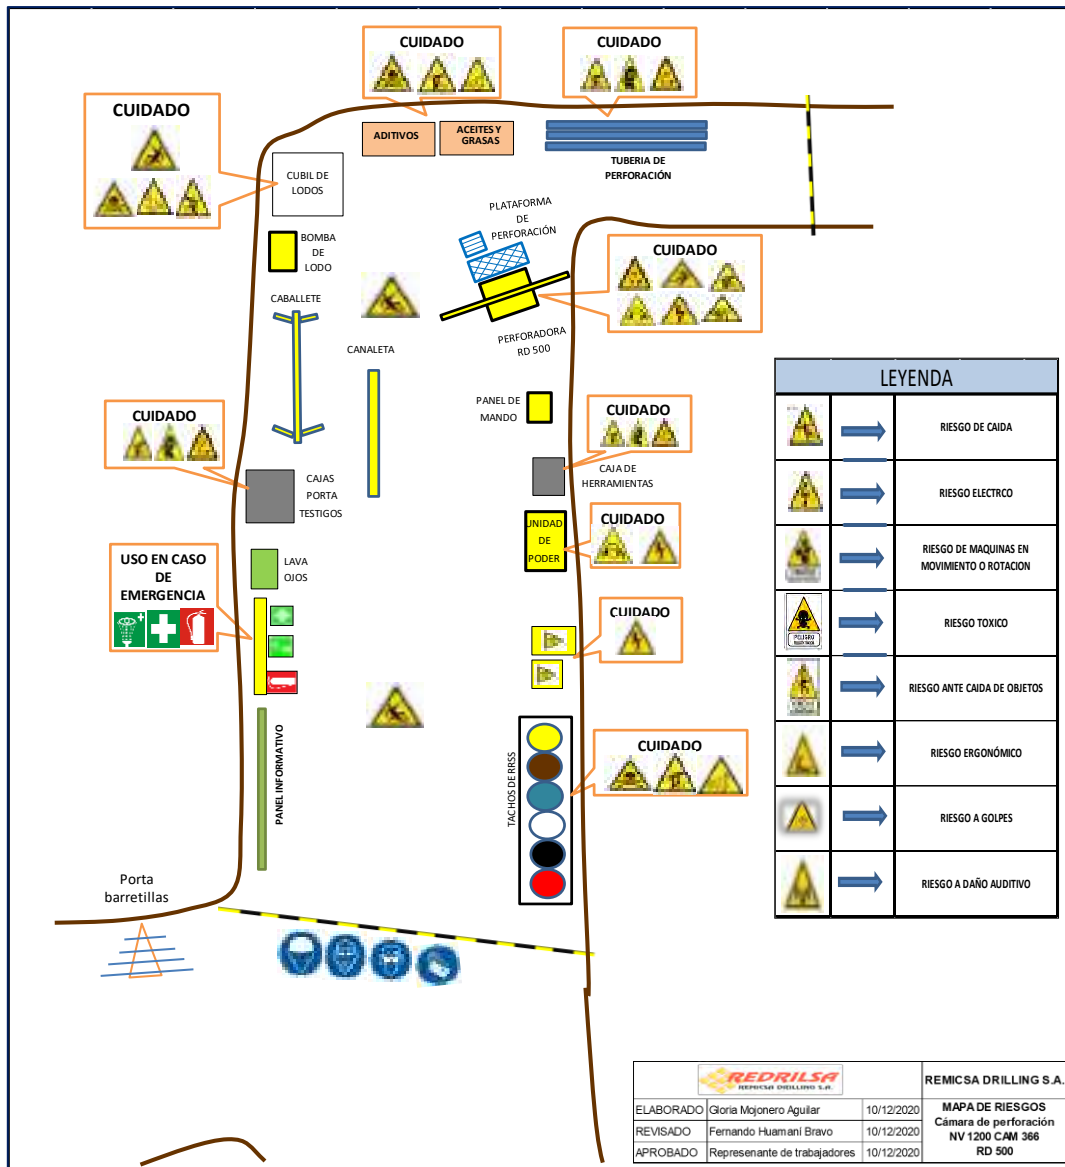 CUIDADO
CUIDADO
CUIDADO
ADITIVOS
ACEITES Y
GRASAS
TUBERIA DE
PERFORACIÓN
CUBIL DE
LODOS
PLATAFORMA
DE
PERFORACIÓN
BOMBA
DE
LODO
CUIDADO
CABALLETE
CANALETA
PERFORADORA
RD 500
LEYENDA
PANEL DE
MANDO
CUIDADO
CUIDADO
RIESGO DE CAIDA
CAJAS
PORTA
TESTIGOS
CAJA DE
HERRAMIENTAS
RIESGO ELECTRCO
UNIDAD
DE
PODER
CUIDADO
USO EN CASO
DE
EMERGENCIA
LAVA
OJOS
RIESGO DE MAQUINAS EN
MOVIMIENTO O ROTACION
CUIDADO
PELIGRO
RIESGO TOXICO
RIESGO ANTE CAIDA DE OBJETOS
PANEL INFORMATIVO
TACHOS DE RRSS
CUIDADO
RIESGO ERGONÓMICO
RIESGO A GOLPES
RIESGO A DAÑO AUDITIVO
Porta
barretillas
REDRILSA
REMICSA DRILLING S.A.
REMICSA DRILLING S.A.
ELABORADO Gloria Mojonero Aguilar 10/12/2020
REVISADO Fernando Huamaní Bravo 10/12/2020
APROBADO Represenante de trabajadores 10/12/2020
MAPA DE RIESGOS
Cámara de perforación
NV 1200 CAM 366
RD 500